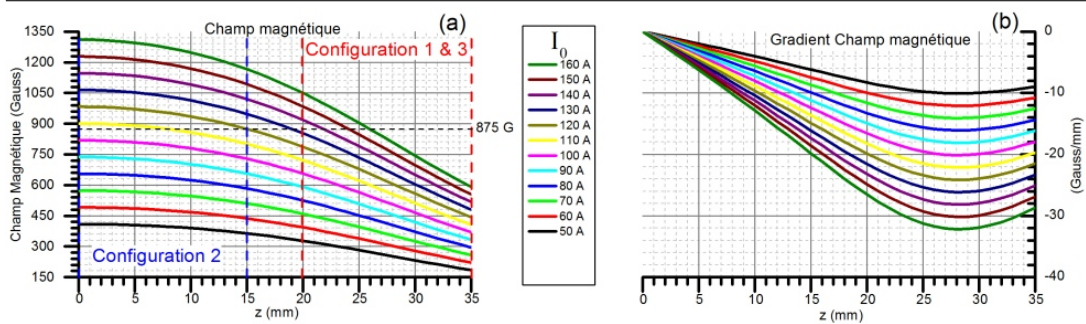 Champ magnétique
(a)
Champ Magnétique (Gauss)
1350
1200
1050
900
750
600
450
300
150
Configuration 1 & 3
875 G
Configuration 2
0 5 10 15 20 25 30 35
z (mm)
I0
160 A
150 A
140 A
130 A
120 A
110 A
100 A
90 A
80 A
70 A
60 A
50 A
(b)
Gradient Champ magnétique
0
-10
-20
-30
-40
(Gauss/mm)
0 5 10 15 20 25 30 35
z (mm)